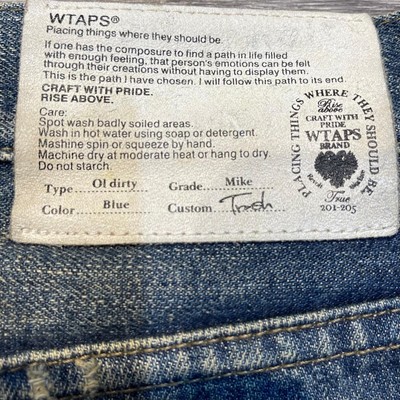 WTAPS®
Placing things where they should be.
If one has the composure to find a path in life filled
with enough feeling, that person's emotions can be felt
through their creations without having to display them.
This is the path I have chosen. I will follow this path to its end.
CRAFT WITH PRIDE.
RISE ABOVE.
Care:
Spot wash badly soiled areas.
Wash in hot water using soap or detergent.
Mashine spin or squeeze by hand.
Machine dry at moderate heat or hang to dry.
Do not starch.
Type.....Ol dirty.....Grade.....Mike
Color.....Blue.....Custom.....Trash
PLACING THINGS WHERE THEY SHOULD BE.
Rise
above
CRAFT WITH
PRIDE
WTAPS
BRAND
True
201-205